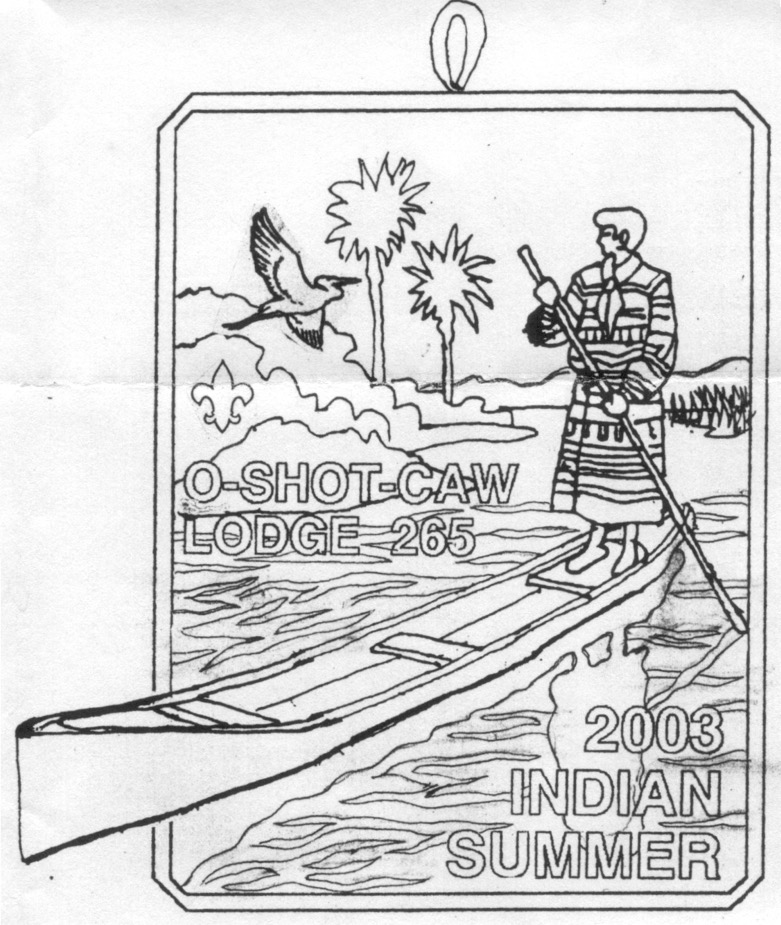 O-SHOT-CAW
LODGE 265
2003
INDIAN
SUMMER